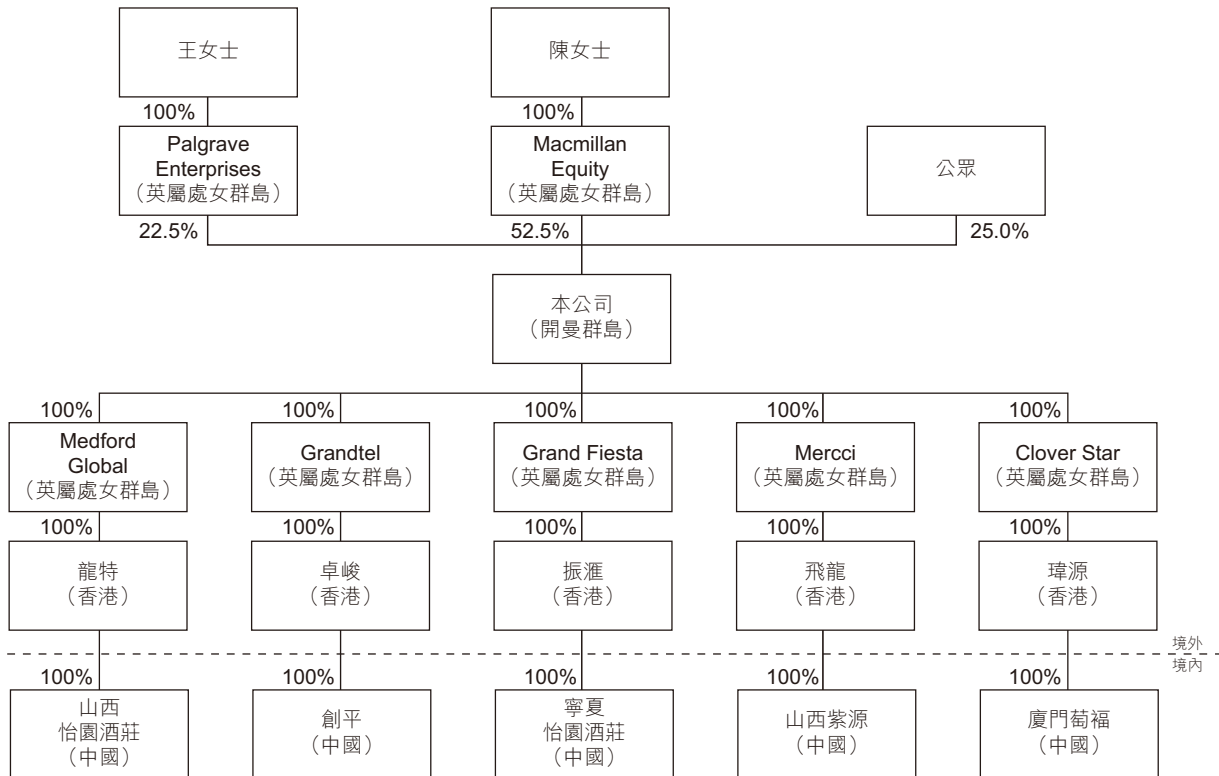 王女士
陳女士
100%
100%
Palgrave
Enterprises
（英屬處女群島）
Macmillan
Equity
（英屬處女群島）
公眾
22.5%
52.5%
25.0%
本公司
（開曼群島）
100%
100%
100%
100%
100%
Medford
Global
（英屬處女群島）
Grandtel
（英屬處女群島）
Grand Fiesta
（英屬處女群島）
Mercci
（英屬處女群島）
Clover Star
（英屬處女群島）
100%
100%
100%
100%
100%
龍特
（香港）
卓峻
（香港）
振滙
（香港）
飛龍
（香港）
瑋源
（香港）
境外
境內
100%
100%
100%
100%
100%
山西
怡園酒莊
（中國）
創平
（中國）
寧夏
怡園酒莊
（中國）
山西紫源
（中國）
廈門萄福
（中國）